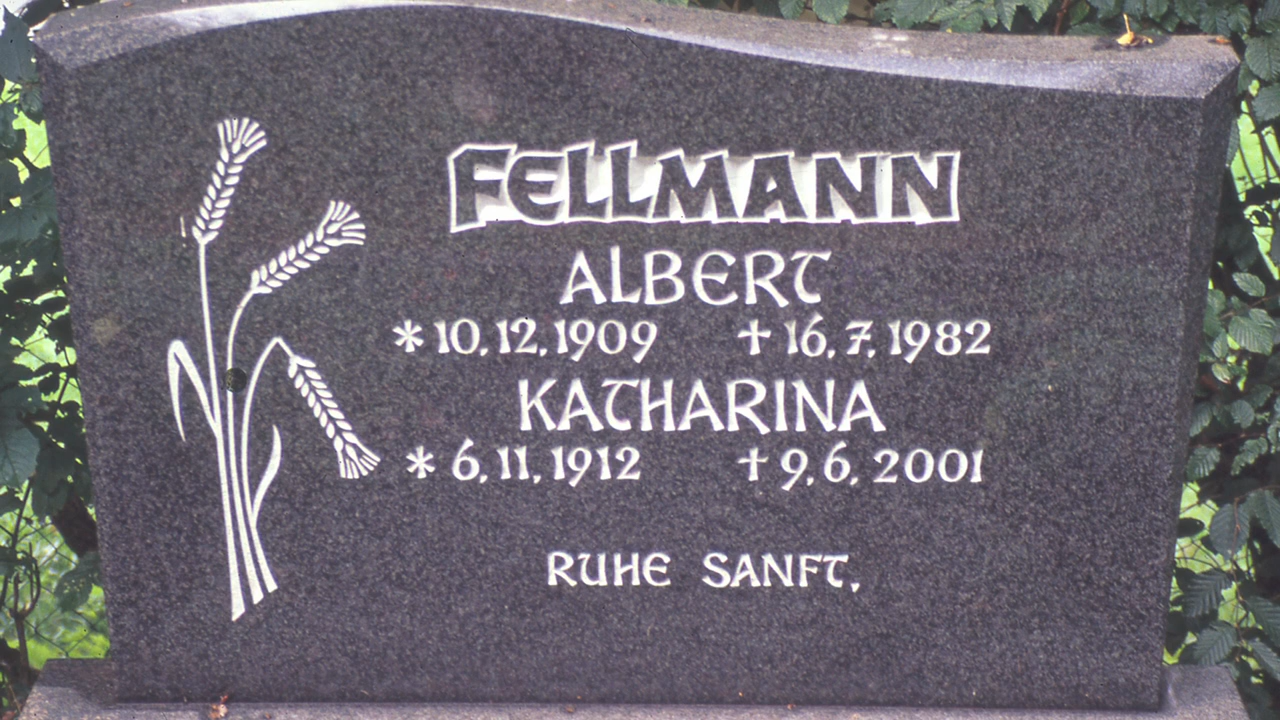 FELLMANN
ALBERT
* 10. 12. 1909 † 16. 7. 1982
KATHARINA
* 6. 11. 1912 † 9. 6. 2001
RUHE SANFT.